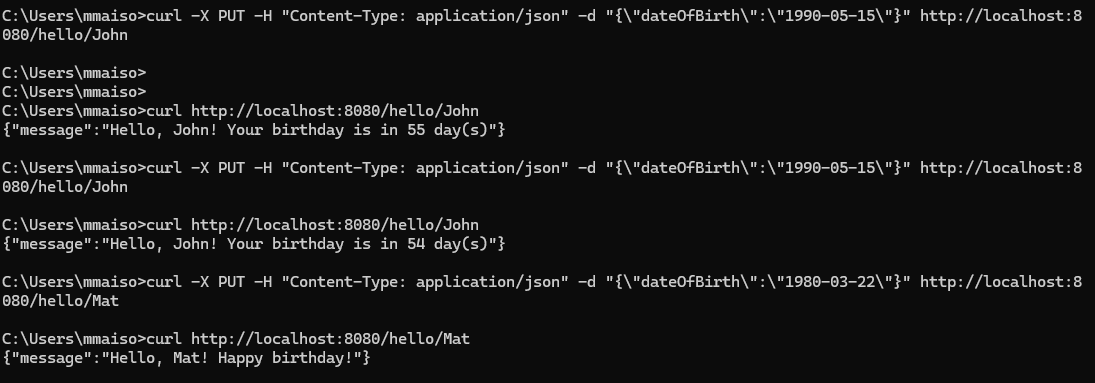 C:\Users\mmaiso>curl -X PUT -H "Content-Type: application/json" -d "{\"dateOfBirth\":\"1990-05-15\"}" http://localhost:8
080/hello/John
C:\Users\mmaiso>
C:\Users\mmaiso>
C:\Users\mmaiso>curl http://localhost:8080/hello/John
{"message":"Hello, John! Your birthday is in 55 day(s)"}
C:\Users\mmaiso>curl -X PUT -H "Content-Type: application/json" -d "{\"dateOfBirth\":\"1990-05-15\"}" http://localhost:8
080/hello/John
C:\Users\mmaiso>curl http://localhost:8080/hello/John
{"message":"Hello, John! Your birthday is in 54 day(s)"}
C:\Users\mmaiso>curl -X PUT -H "Content-Type: application/json" -d "{\"dateOfBirth\":\"1980-03-22\"}" http://localhost:8
080/hello/Mat
C:\Users\mmaiso>curl http://localhost:8080/hello/Mat
{"message":"Hello, Mat! Happy birthday!"}